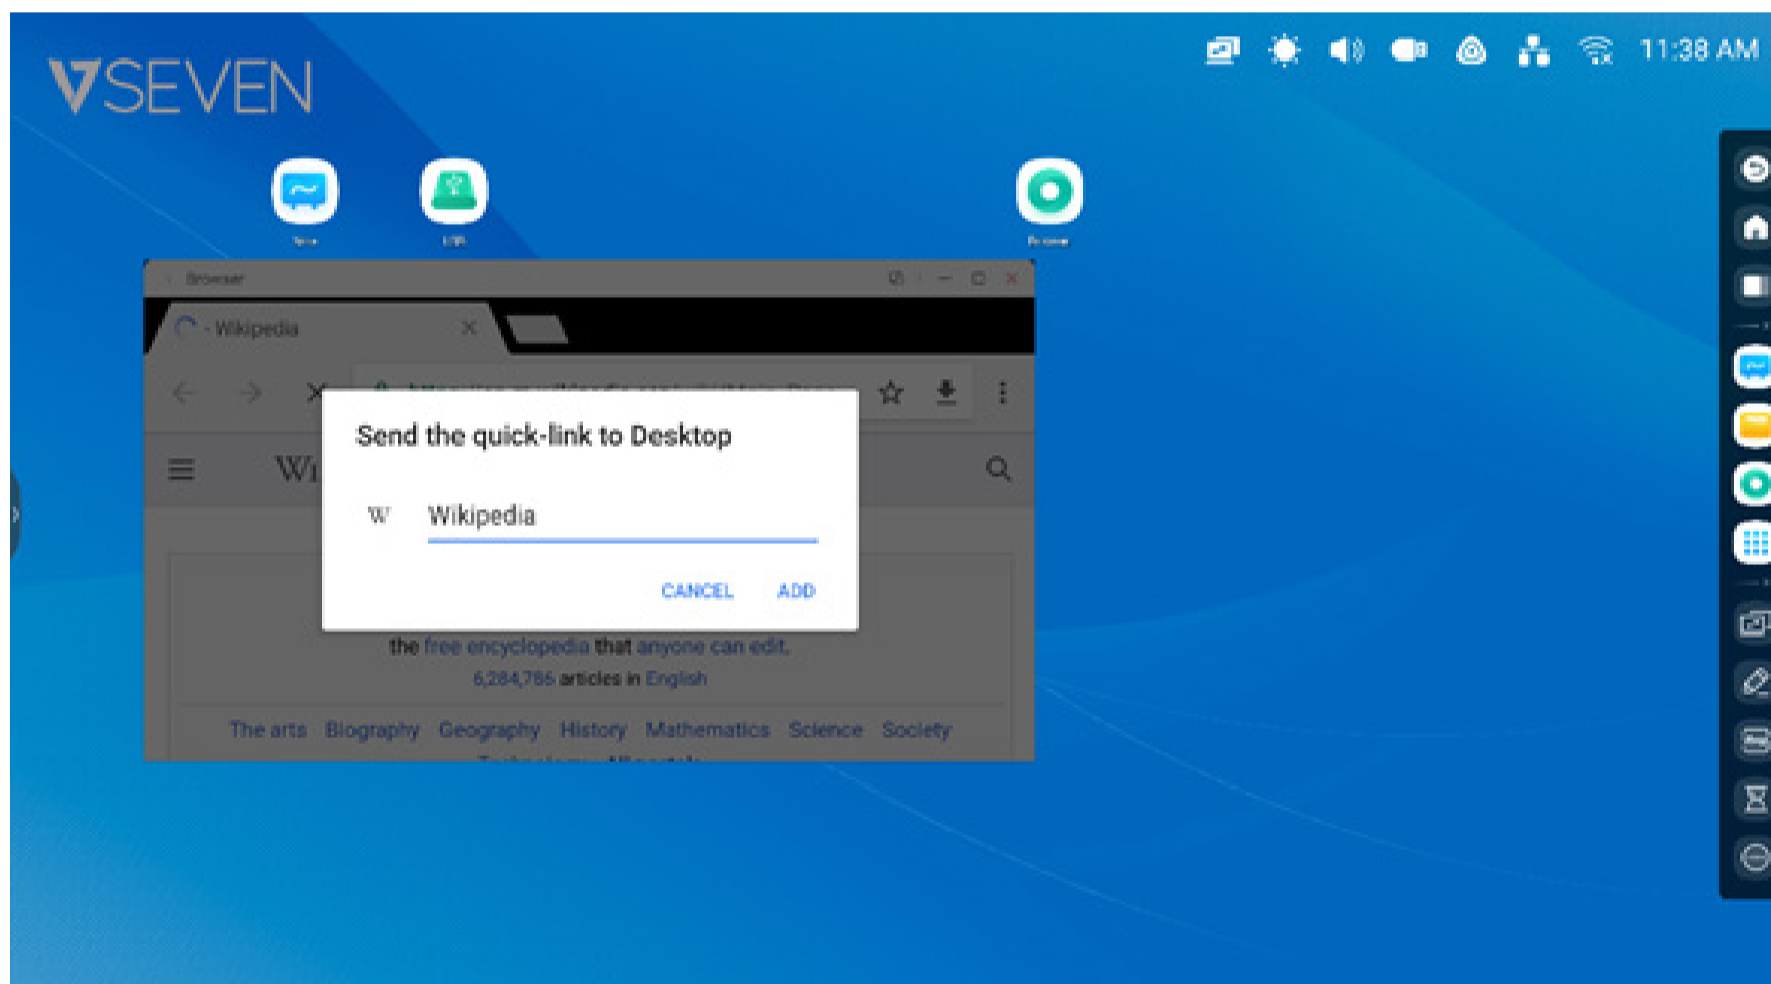 VSEVEN
11:38 AM
Browser
- Wikipedia
Send the quick-link to Desktop
W Wikipedia
CANCEL ADD
the free encyclopedia that anyone can edit.
6,284,786 articles in English
The arts Biography Geography History Mathematics Science Society